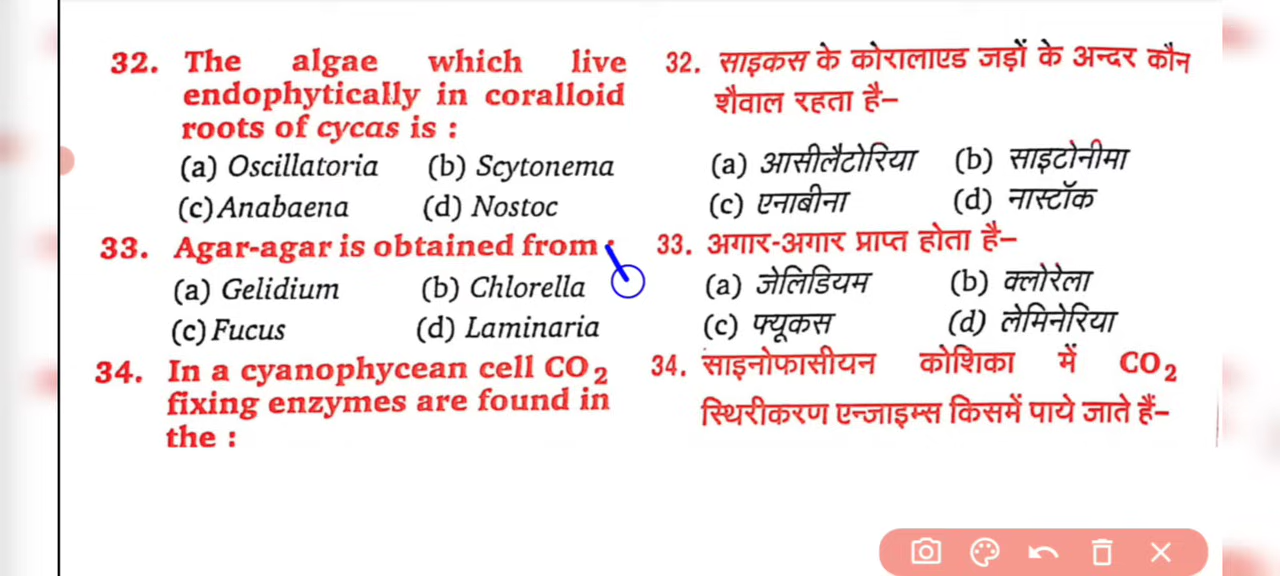 32. The algae which live
endophytically in coralloid
roots of cycas is :
(a) Oscillatoria (b) Scytonema
(c) Anabaena (d) Nostoc
33. Agar-agar is obtained from :
(a) Gelidium (b) Chlorella
(c) Fucus (d) Laminaria
34. In a cyanophycean cell CO2
fixing enzymes are found in
the :
32. साइकस के कोरालाएड जड़ों के अन्दर कौन
शैवाल रहता है–
(a) आसीलैटोरिया (b) साइटोनीमा
(c) एनाबीना (d) नास्टॉक
33. अगार-अगार प्राप्त होता है–
(a) जेलिडियम (b) क्लोरेला
(c) फ्यूकस (d) लेमिनेरिया
34. साइनोफासीयन कोशिका में CO2
स्थिरीकरण एन्जाइम्स किसमें पाये जाते हैं–